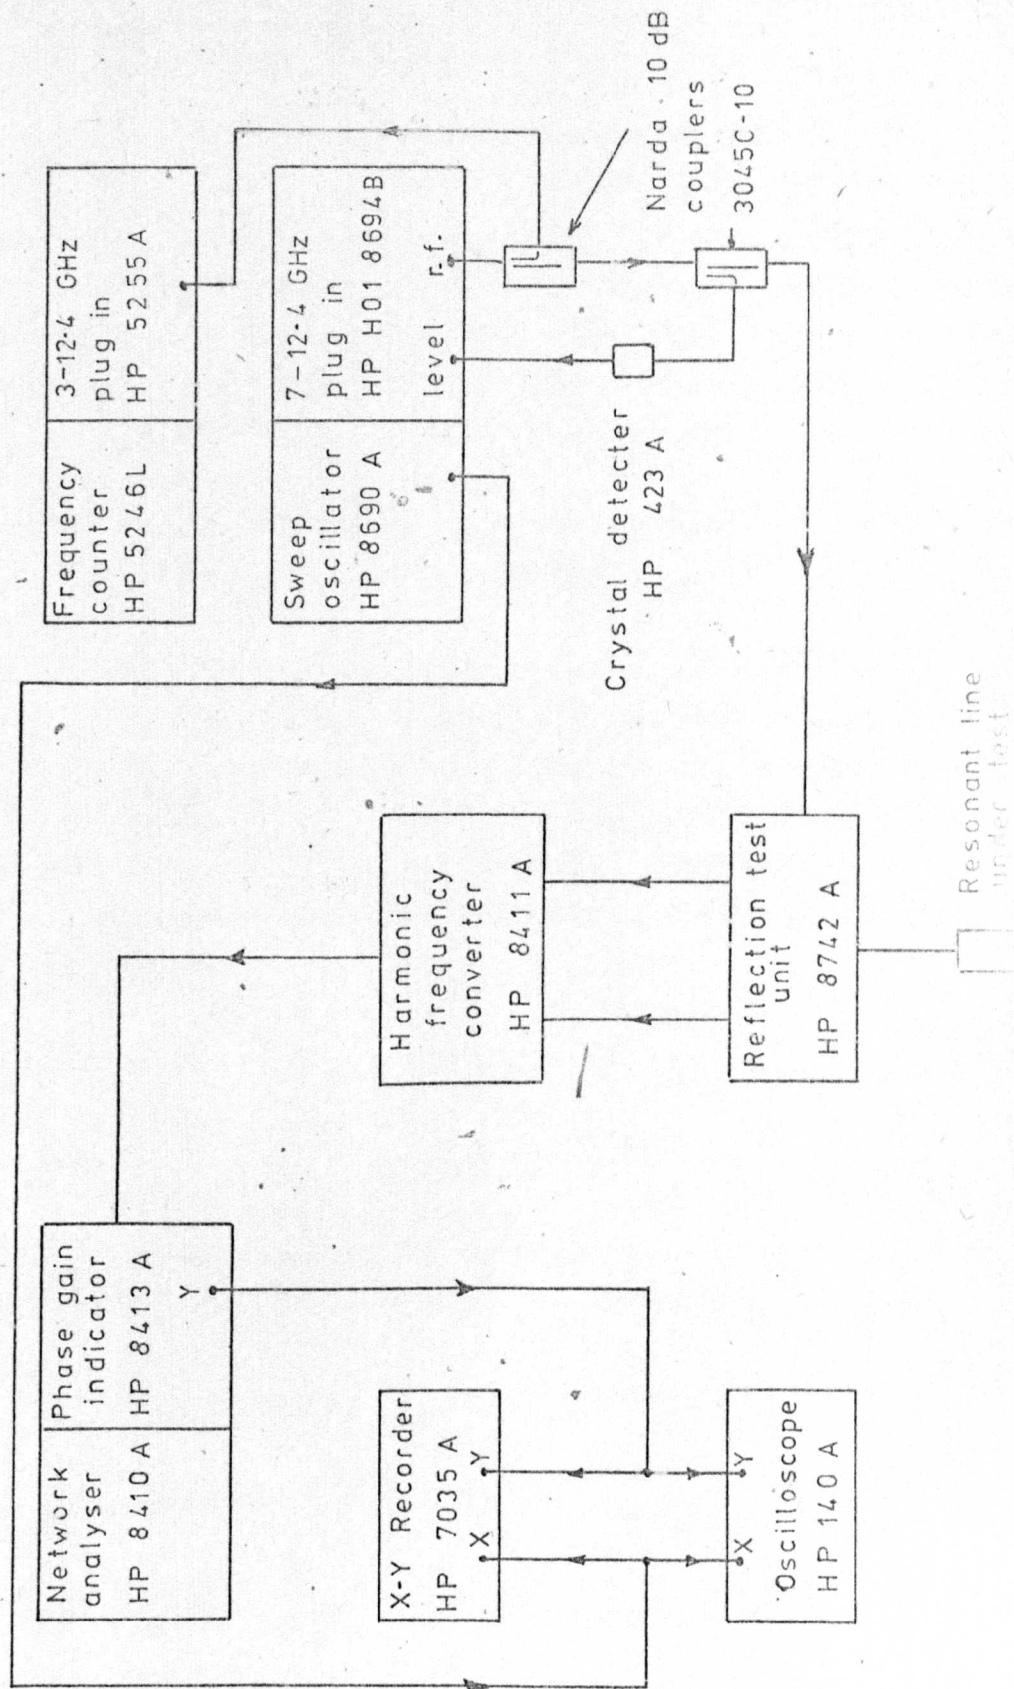 Network
analyser
HP 8410 A
Phase gain
indicator
HP 8413 A
Y
X-Y Recorder
HP 7035 A
X Y
X Y
Oscilloscope
HP 140 A
Harmonic
frequency
converter
HP 8411 A
Reflection test
unit
HP 8742 A
Resonant line
under test
Frequency
counter
HP 5246L
3-12·4 GHz
plug in
HP 5255 A
Sweep
oscillator
HP 8690 A
7-12·4 GHz
plug in
HP H01 8694B
level r.f.
Crystal detecter
HP 423 A
Narda 10 dB
couplers
3045C-10